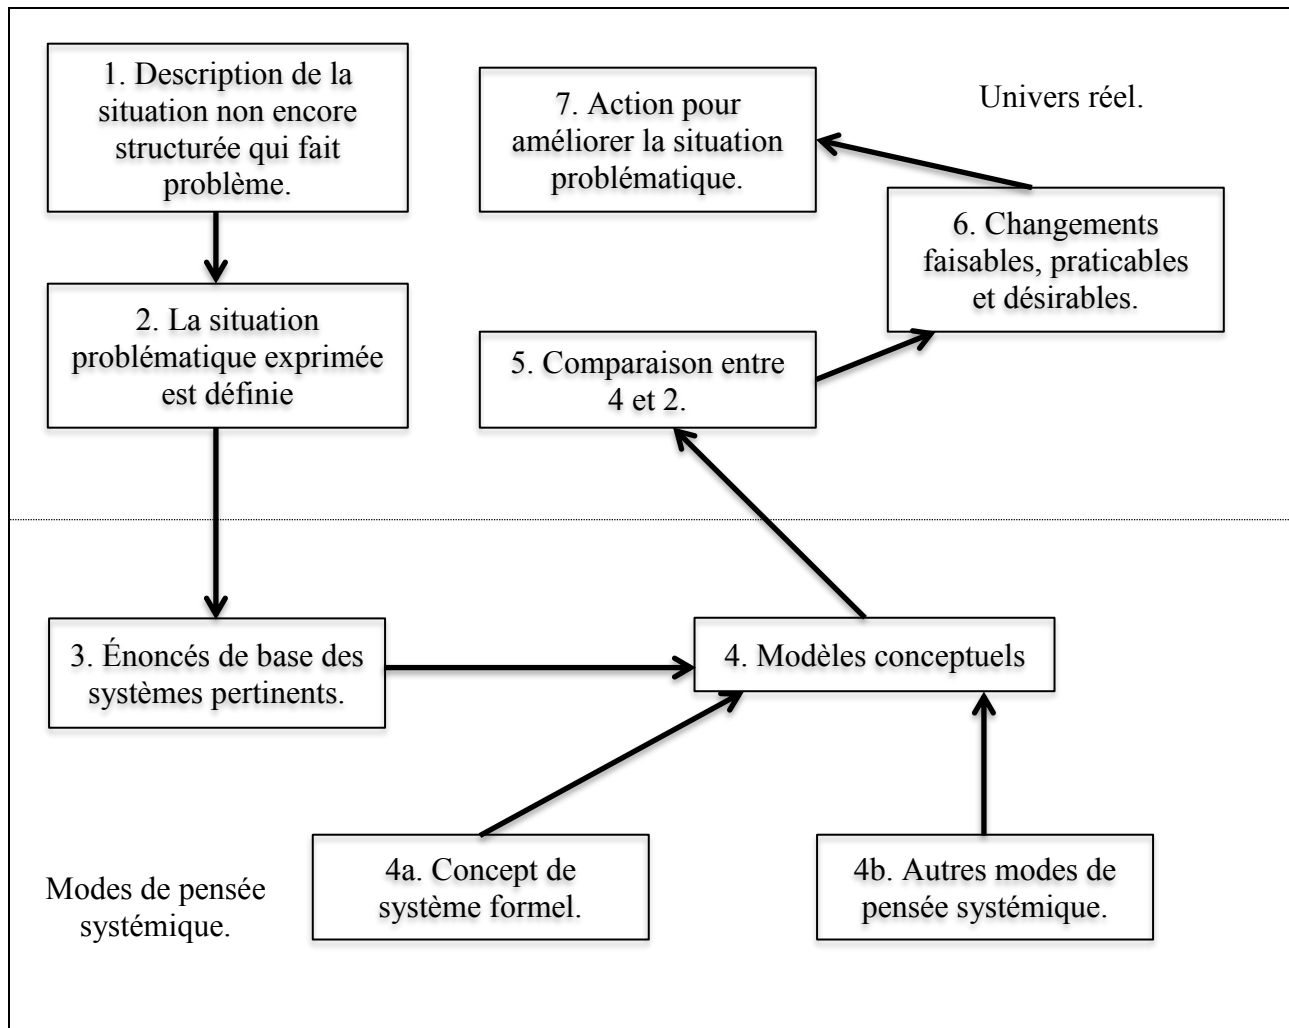 1. Description de la
situation non encore
structurée qui fait
problème.
7. Action pour
améliorer la situation
problématique.
Univers réel.
6. Changements
faisables, praticables
et désirables.
2. La situation
problématique exprimée
est définie
5. Comparaison entre
4 et 2.
3. Énoncés de base des
systèmes pertinents.
4. Modèles conceptuels
4a. Concept de
système formel.
4b. Autres modes de
pensée systémique.
Modes de pensée
systémique.